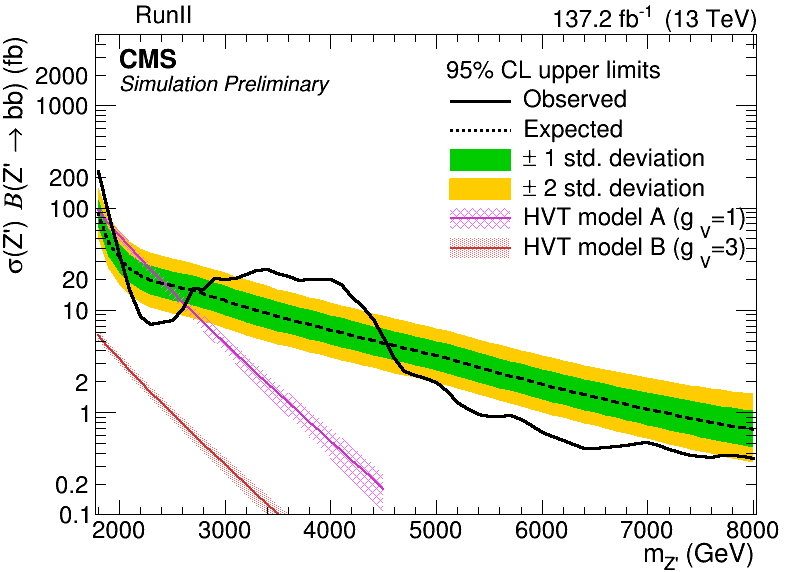 RunII 137.2 fb⁻¹ (13 TeV)
CMS
Simulation Preliminary
95% CL upper limits
Observed
Expected
± 1 std. deviation
± 2 std. deviation
HVT model A (g_V=1)
HVT model B (g_V=3)
σ(Z') B(Z' → bb) (fb)
2000
1000
200
100
20
10
2
1
0.2
0.1
2000 3000 4000 5000 6000 7000 8000
m_Z' (GeV)